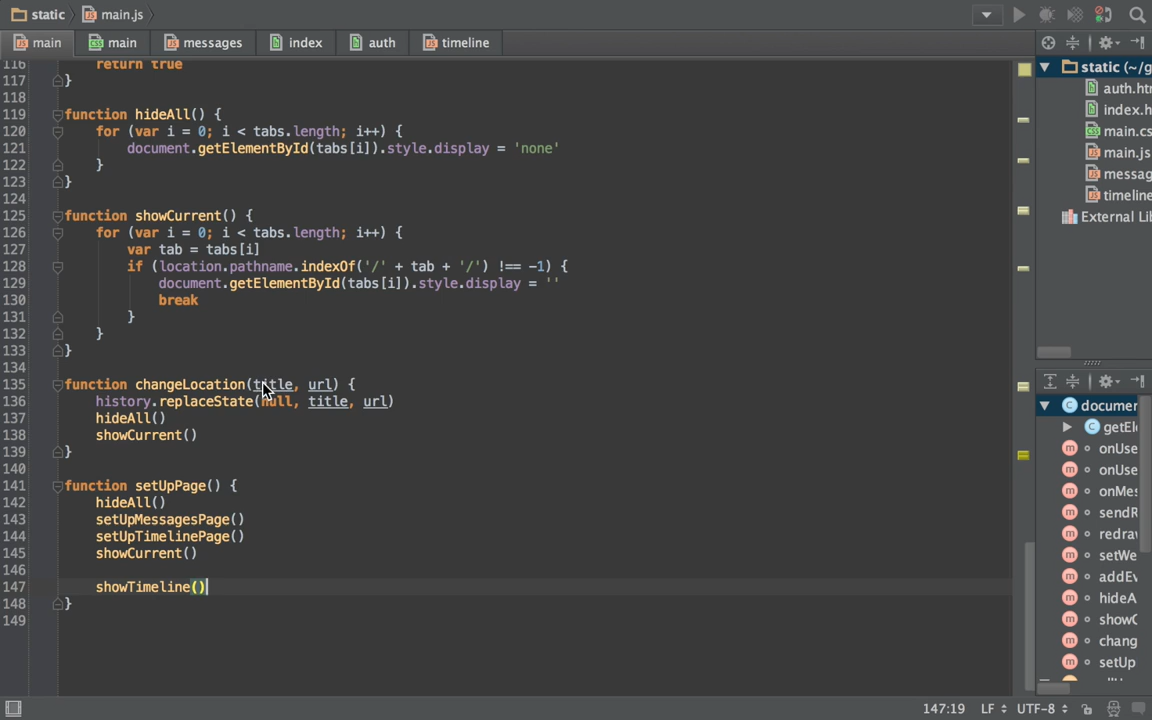 static main.js
main main messages index auth timeline
116 return true
117 }
118
119 function hideAll() {
120 for (var i = 0; i < tabs.length; i++) {
121 document.getElementById(tabs[i]).style.display = 'none'
122 }
123 }
124
125 function showCurrent() {
126 for (var i = 0; i < tabs.length; i++) {
127 var tab = tabs[i]
128 if (location.pathname.indexOf('/' + tab + '/') !== -1) {
129 document.getElementById(tabs[i]).style.display = ''
130 break
131 }
132 }
133 }
134
135 function changeLocation(title, url) {
136 history.replaceState(null, title, url)
137 hideAll()
138 showCurrent()
139 }
140
141 function setUpPage() {
142 hideAll()
143 setUpMessagesPage()
144 setUpTimelinePage()
145 showCurrent()
146
147 showTimeline()
148 }
149
static (~/g
auth.htm
index.h
main.cs
main.js
messag
timeline
External Lib
documer
getEl
onUse
onUse
onMes
sendR
redra
setWe
addEv
hideA
showC
chang
setUp
147:19 LF UTF-8